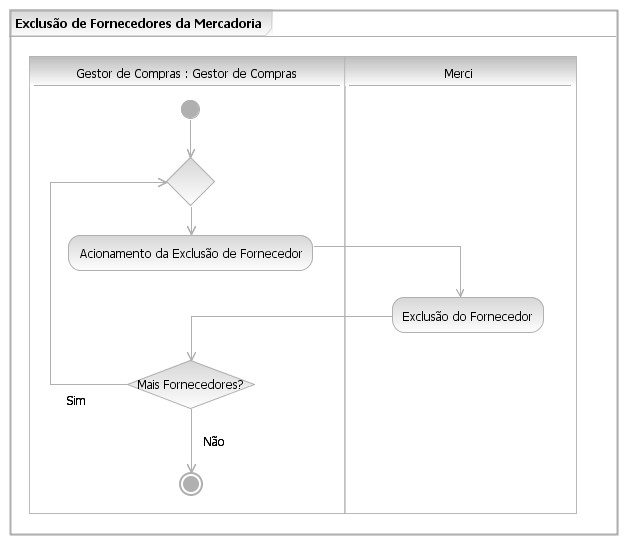 Exclusão de Fornecedores da Mercadoria
Gestor de Compras : Gestor de Compras
Merci
Acionamento da Exclusão de Fornecedor
Exclusão do Fornecedor
Mais Fornecedores?
Sim
Não